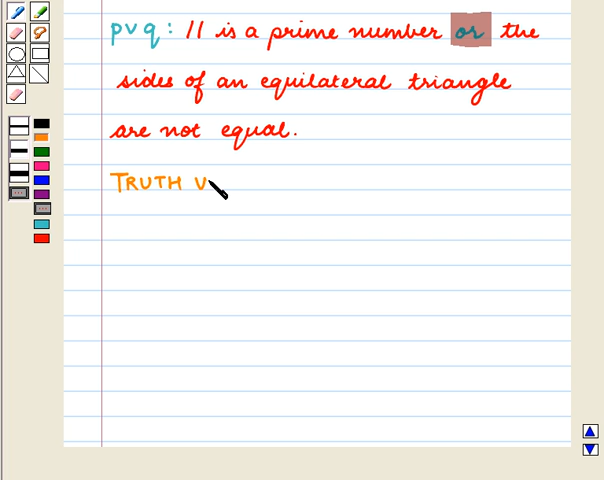 p∨q: 11 is a prime number or the
sides of an equilateral triangle
are not equal.
TRUTH V